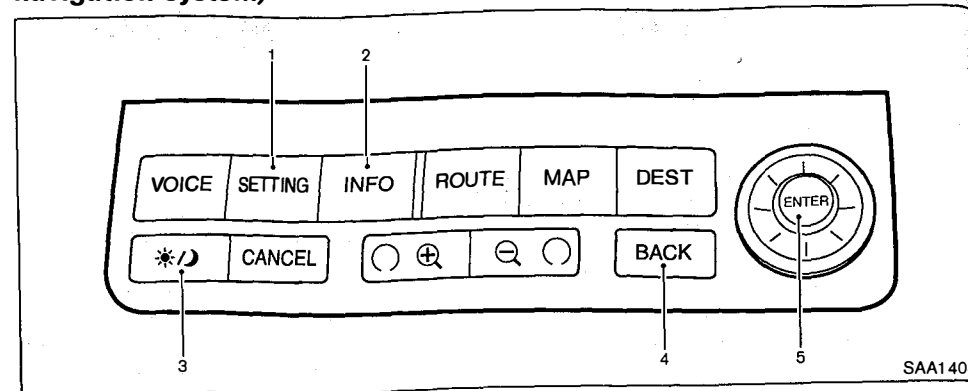 navigation system)
1 2
VOICE SETTING INFO ROUTE MAP DEST
ENTER
CANCEL BACK
3 4 5
SAA140